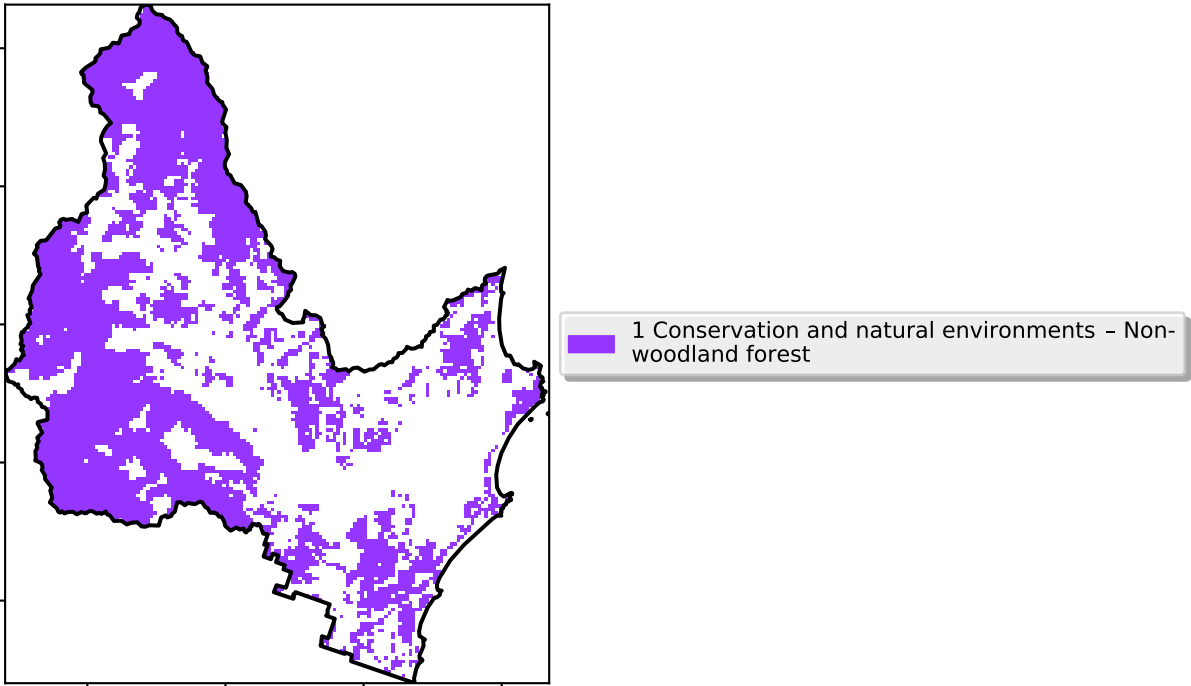 1 Conservation and natural environments – Non-
woodland forest